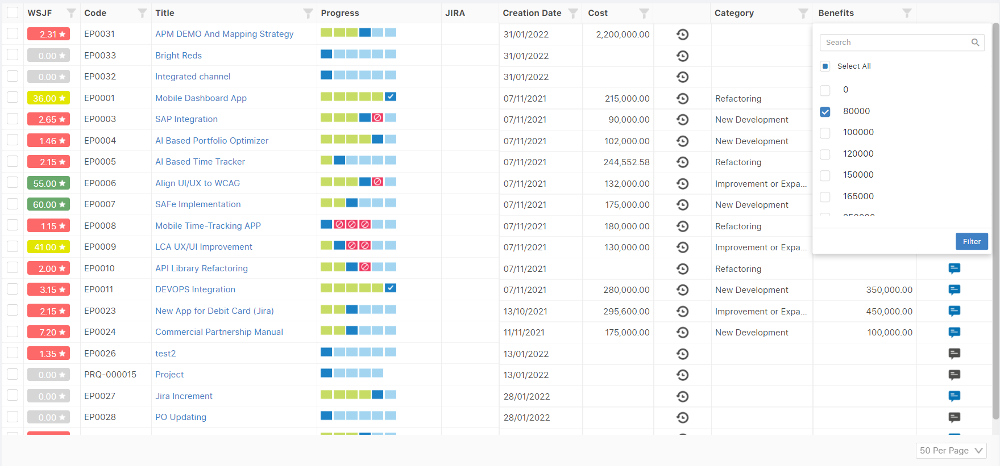 WSJF Code Title Progress JIRA Creation Date Cost Category Benefits
2.31 EP0031 APM DEMO And Mapping Strategy 31/01/2022 2,200,000.00
0.00 EP0033 Bright Reds 31/01/2022
0.00 EP0032 Integrated channel 31/01/2022
36.00 EP0001 Mobile Dashboard App 07/11/2021 215,000.00 Refactoring
2.65 EP0003 SAP Integration 07/11/2021 90,000.00 New Development
1.46 EP0004 AI Based Portfolio Optimizer 07/11/2021 102,000.00 New Development
2.15 EP0005 AI Based Time Tracker 07/11/2021 244,552.58 Refactoring
55.00 EP0006 Align UI/UX to WCAG 07/11/2021 132,000.00 Improvement or Expa...
60.00 EP0007 SAFe Implementation 07/11/2021 175,000.00 New Development
1.15 EP0008 Mobile Time-Tracking APP 07/11/2021 180,000.00 Refactoring
41.00 EP0009 LCA UX/UI Improvement 07/11/2021 130,000.00 Improvement or Expa...
2.00 EP0010 API Library Refactoring 07/11/2021 Refactoring
3.15 EP0011 DEVOPS Integration 07/11/2021 280,000.00 New Development 350,000.00
2.15 EP0023 New App for Debit Card (Jira) 13/10/2021 295,600.00 Improvement or Expa... 450,000.00
7.20 EP0024 Commercial Partnership Manual 11/11/2021 175,000.00 New Development 100,000.00
1.35 EP0026 test2 13/01/2022
0.00 PRQ-000015 Project 13/01/2022
0.00 EP0027 Jira Increment 28/01/2022
0.00 EP0028 PO Updating 28/01/2022
Search
Select All
0
80000
100000
120000
150000
165000
Filter
50 Per Page